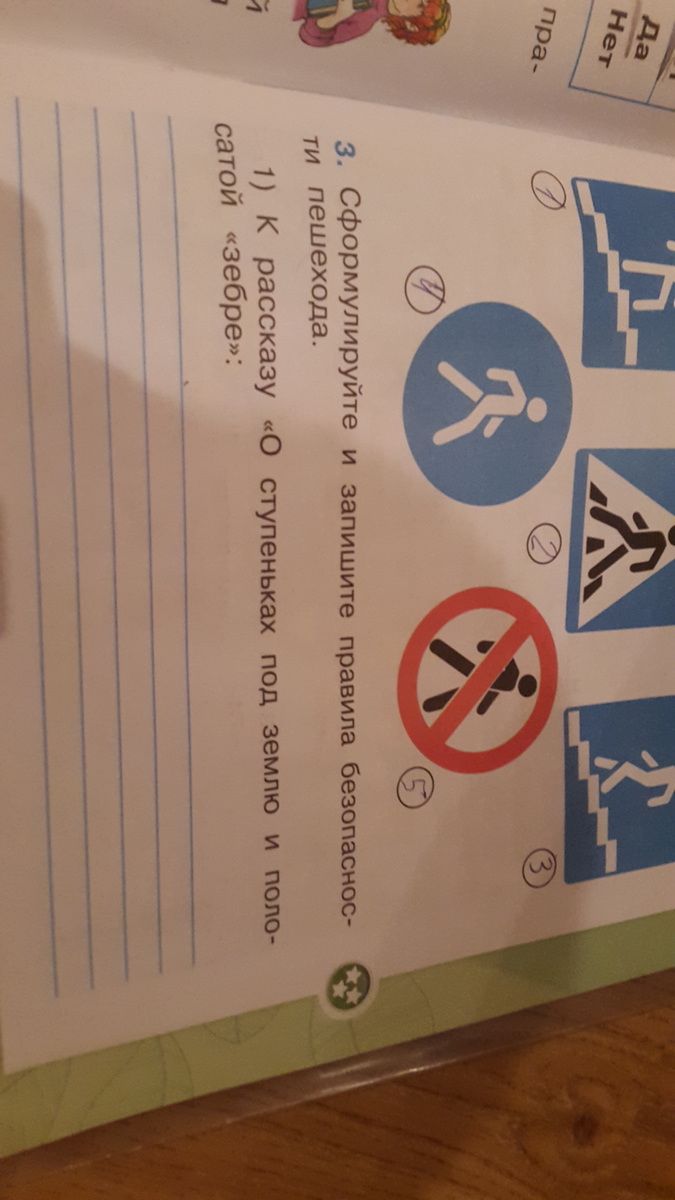 й
пра-
Да
Нет
1
2
3
4
5
3. Сформулируйте и запишите правила безопаснос-
ти пешехода.
1) К рассказу «О ступеньках под землю и поло-
сатой «зебре»: